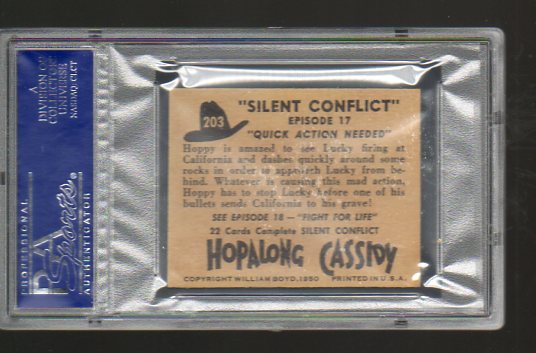 A
DIVISION OF
COLLECTORS
UNIVERSE
NASDAQ: CLCT
PSA
Sports
PROFESSIONAL
AUTHENTICATOR
203
"SILENT CONFLICT"
EPISODE 17
"QUICK ACTION NEEDED"
Hoppy is amazed to see Lucky firing at
California and dashes quickly around some
rocks in order to approach Lucky from be-
hind. Whatever is causing this mad action,
Hoppy has to stop Lucky before one of his
bullets sends California to his grave!
SEE EPISODE 18 — "FIGHT FOR LIFE"
22 Cards Complete SILENT CONFLICT
HOPALONG CASSIDY
COPYRIGHT WILLIAM BOYD, 1950 PRINTED IN U.S.A.